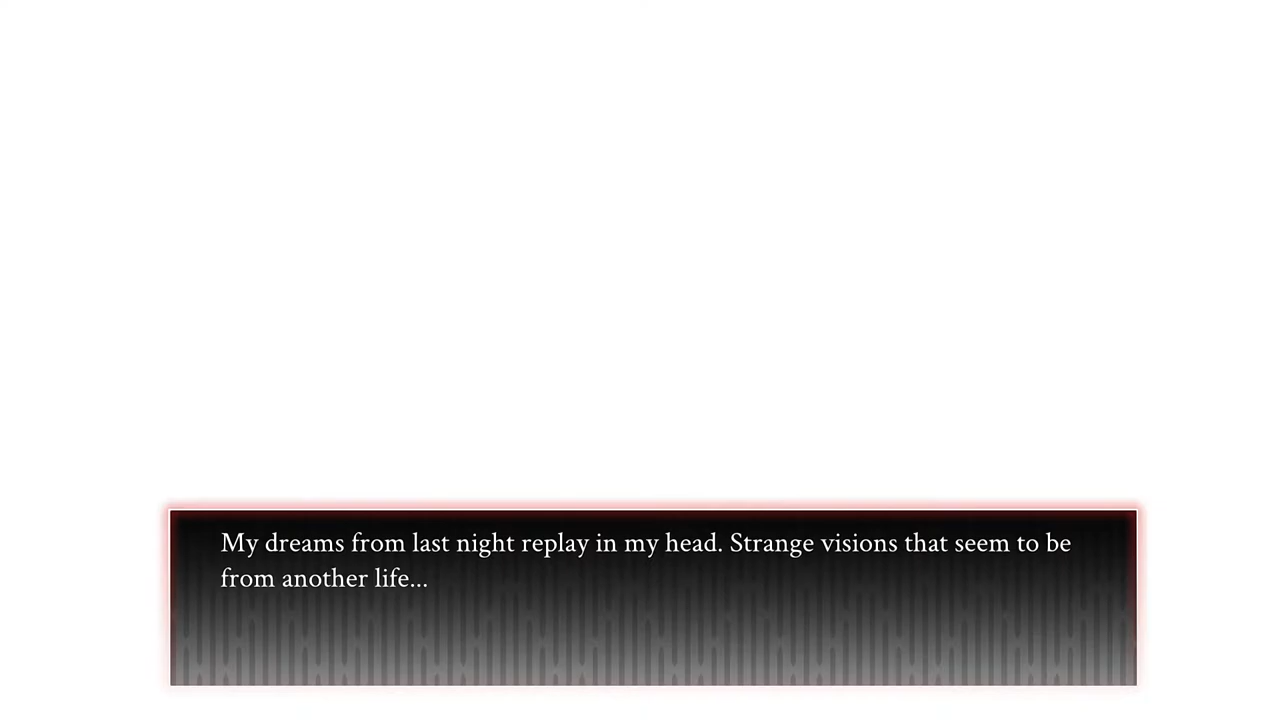 My dreams from last night replay in my head. Strange visions that seem to be
from another life...